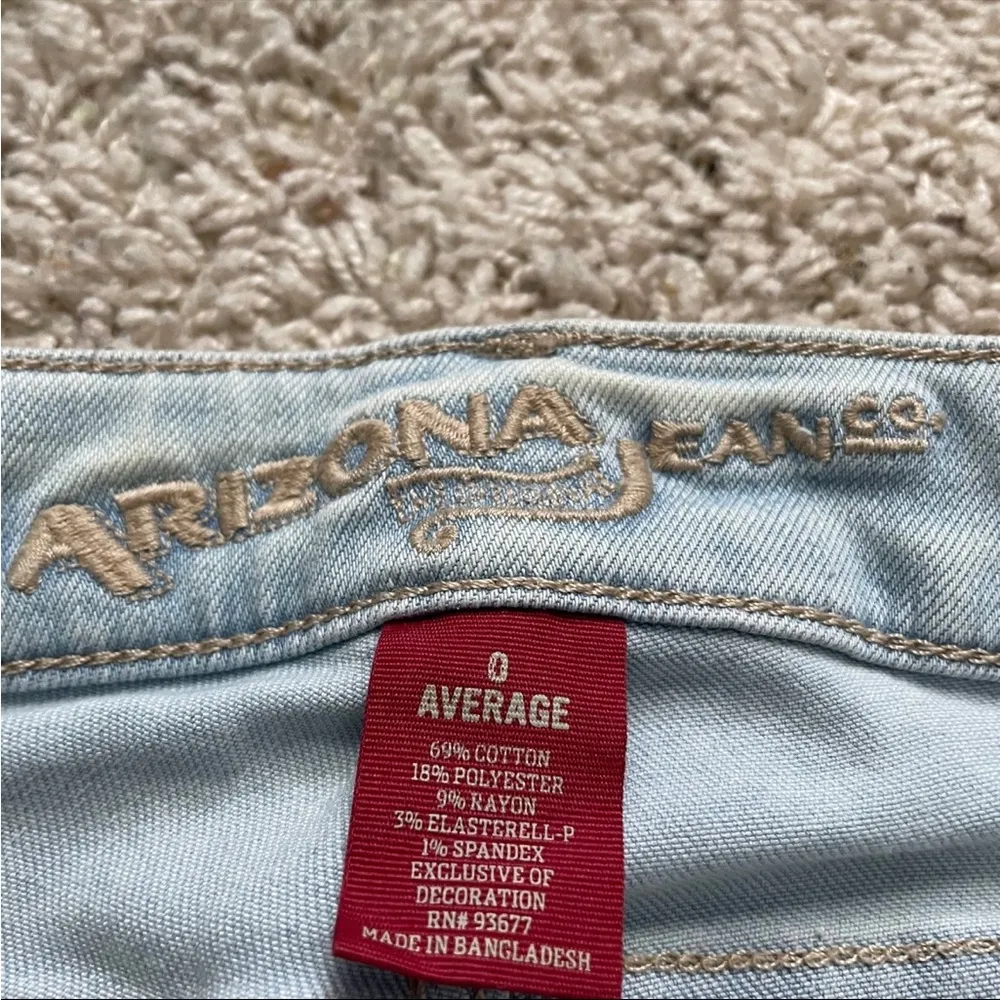 ARIZONA JEAN CO.
0
AVERAGE
69% COTTON
18% POLYESTER
9% RAYON
3% ELASTERELL-P
1% SPANDEX
EXCLUSIVE OF
DECORATION
RN# 93677
MADE IN BANGLADESH